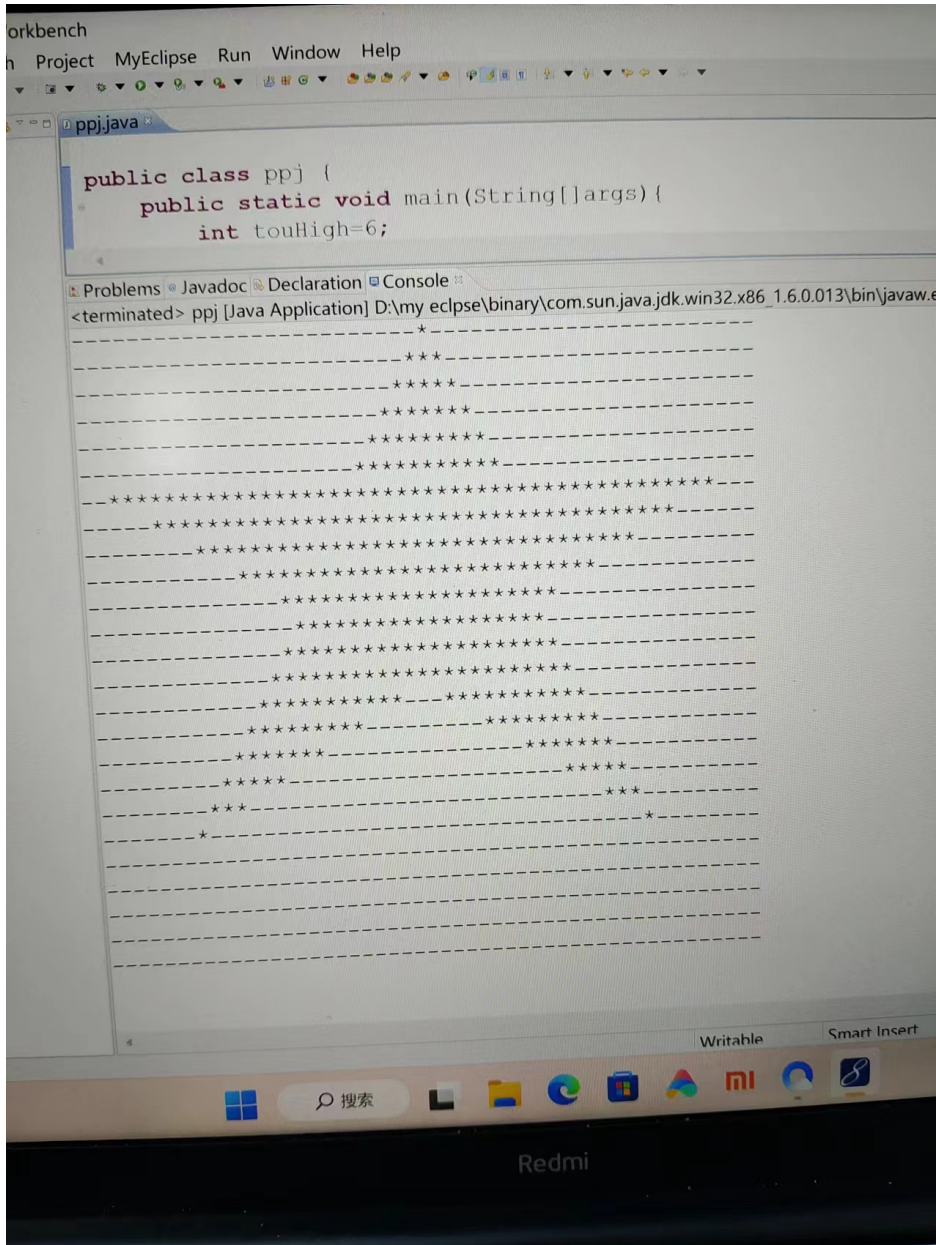 orkbench
Project MyEclipse Run Window Help
ppj.java
public class ppj {
public static void main(String[]args){
int touHigh=6;
Problems Javadoc Declaration Console
<terminated> ppj [Java Application] D:\my eclpse\binary\com.sun.java.jdk.win32.x86_1.6.0.013\bin\javaw.e
------------------------*-------------------------
-----------------------***------------------------
----------------------*****-----------------------
---------------------*******----------------------
--------------------*********---------------------
-------------------***********--------------------
--*********************************************---
-----***************************************------
--------*********************************---------
-----------***************************------------
--------------*********************---------------
---------------*******************----------------
--------------*********************---------------
-------------***********************--------------
------------***********---***********-------------
-----------*********---------*********------------
----------*******---------------*******-----------
---------*****---------------------*****----------
--------***---------------------------***---------
-------*---------------------------------*--------
--------------------------------------------------
--------------------------------------------------
--------------------------------------------------
--------------------------------------------------
--------------------------------------------------
Writable Smart Insert
搜索
Redmi